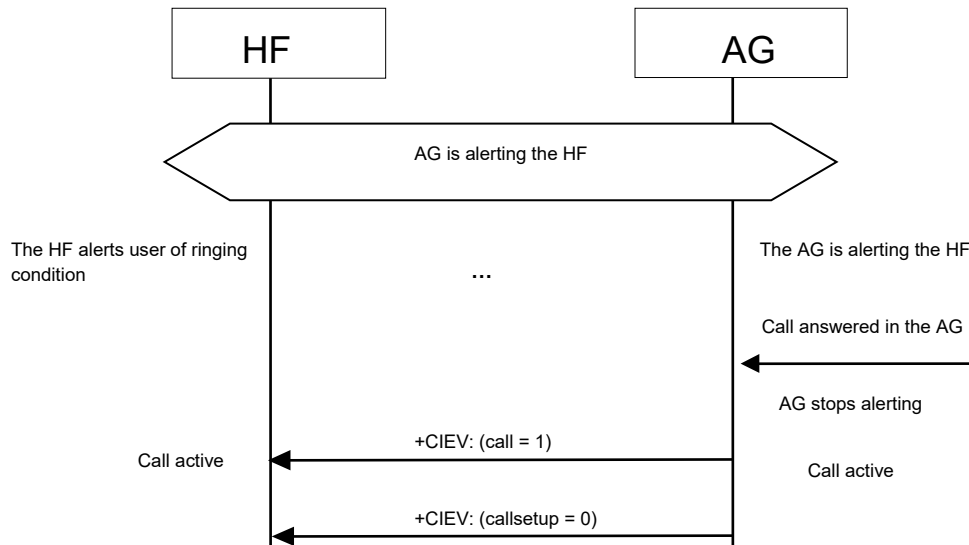 HF
AG
AG is alerting the HF
The HF alerts user of ringing
condition
...
The AG is alerting the HF
Call answered in the AG
AG stops alerting
+CIEV: (call = 1)
Call active
Call active
+CIEV: (callsetup = 0)